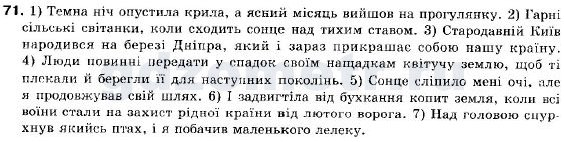 71. 1) Темна ніч опустила крила, а ясний місяць вийшов на прогулянку. 2) Гарні
сільські світанки, коли сходить сонце над тихим ставом. 3) Стародавній Київ
народився на березі Дніпра, який і зараз прикрашає собою нашу країну.
4) Люди повинні передати у спадок своїм нащадкам квітучу землю, щоб ті
плекали й берегли її для наступних поколінь. 5) Сонце сліпило мені очі, але
я продовжував свій шлях. 6) І задвигтіла від бухкання копит земля, коли всі
воїни стали на захист рідної країни від лютого ворога. 7) Над головою спур-
хнув якийсь птах, і я побачив маленького лелеку.